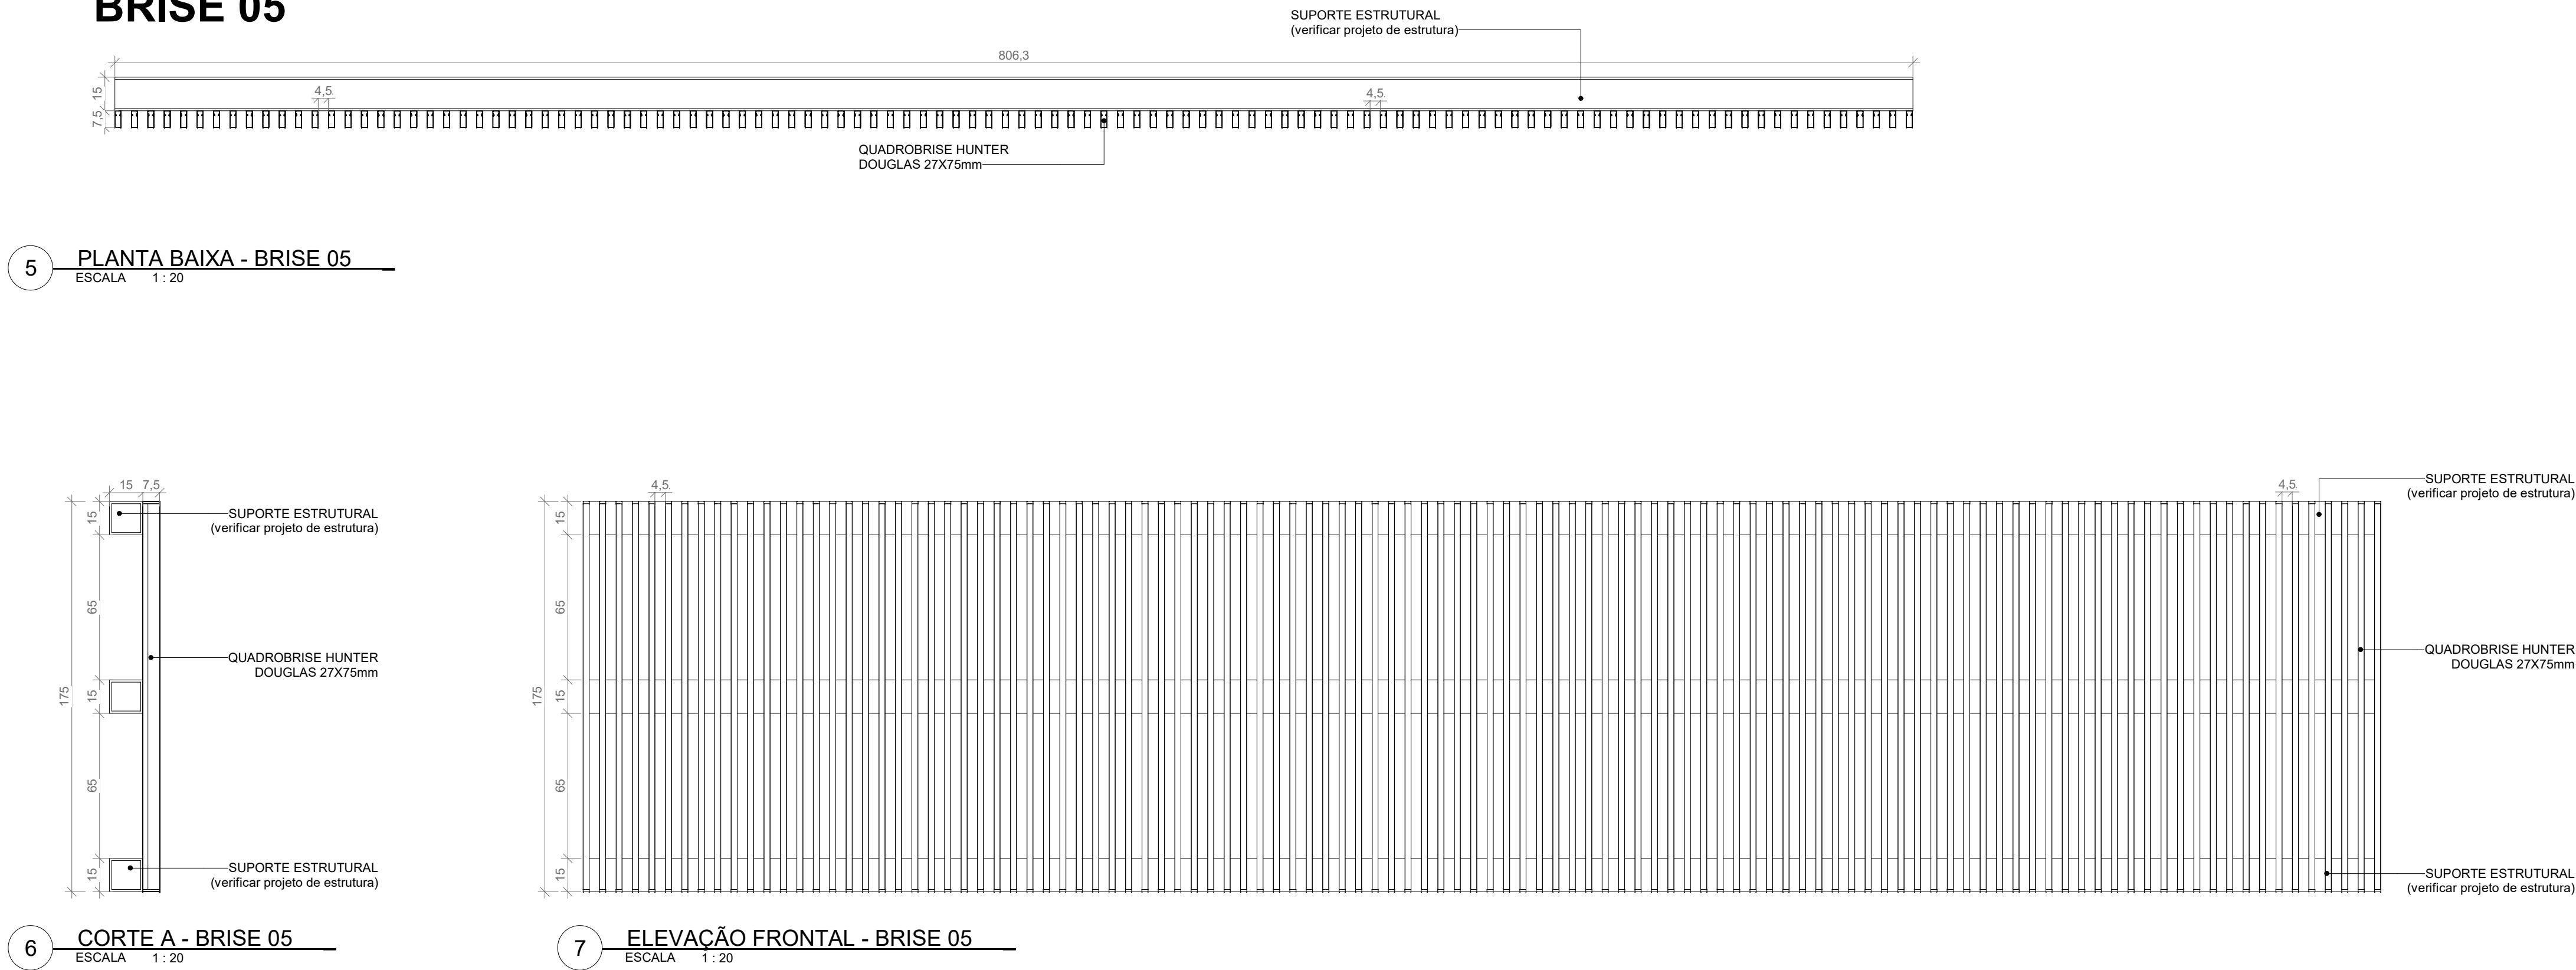 BRISE 05
SUPORTE ESTRUTURAL
(verificar projeto de estrutura)
806,3
15
7,5
4,5
4,5
QUADROBRISE HUNTER
DOUGLAS 27X75mm
5
PLANTA BAIXA - BRISE 05
ESCALA 1 : 20
15
7,5
175
15
65
15
65
15
SUPORTE ESTRUTURAL
(verificar projeto de estrutura)
QUADROBRISE HUNTER
DOUGLAS 27X75mm
SUPORTE ESTRUTURAL
(verificar projeto de estrutura)
6
CORTE A - BRISE 05
ESCALA 1 : 20
4,5
4,5
175
15
65
15
65
15
SUPORTE ESTRUTURAL
(verificar projeto de estrutura)
QUADROBRISE HUNTER
DOUGLAS 27X75mm
SUPORTE ESTRUTURAL
(verificar projeto de estrutura)
7
ELEVAÇÃO FRONTAL - BRISE 05
ESCALA 1 : 20